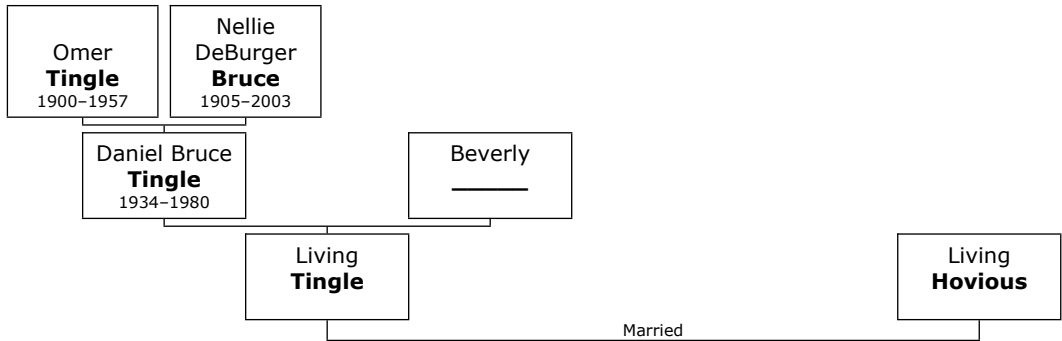 Omer
Tingle
1900–1957
Nellie
DeBurger
Bruce
1905–2003
Daniel Bruce
Tingle
1934–1980
Beverly
______
Living
Tingle
Living
Hovious
Married